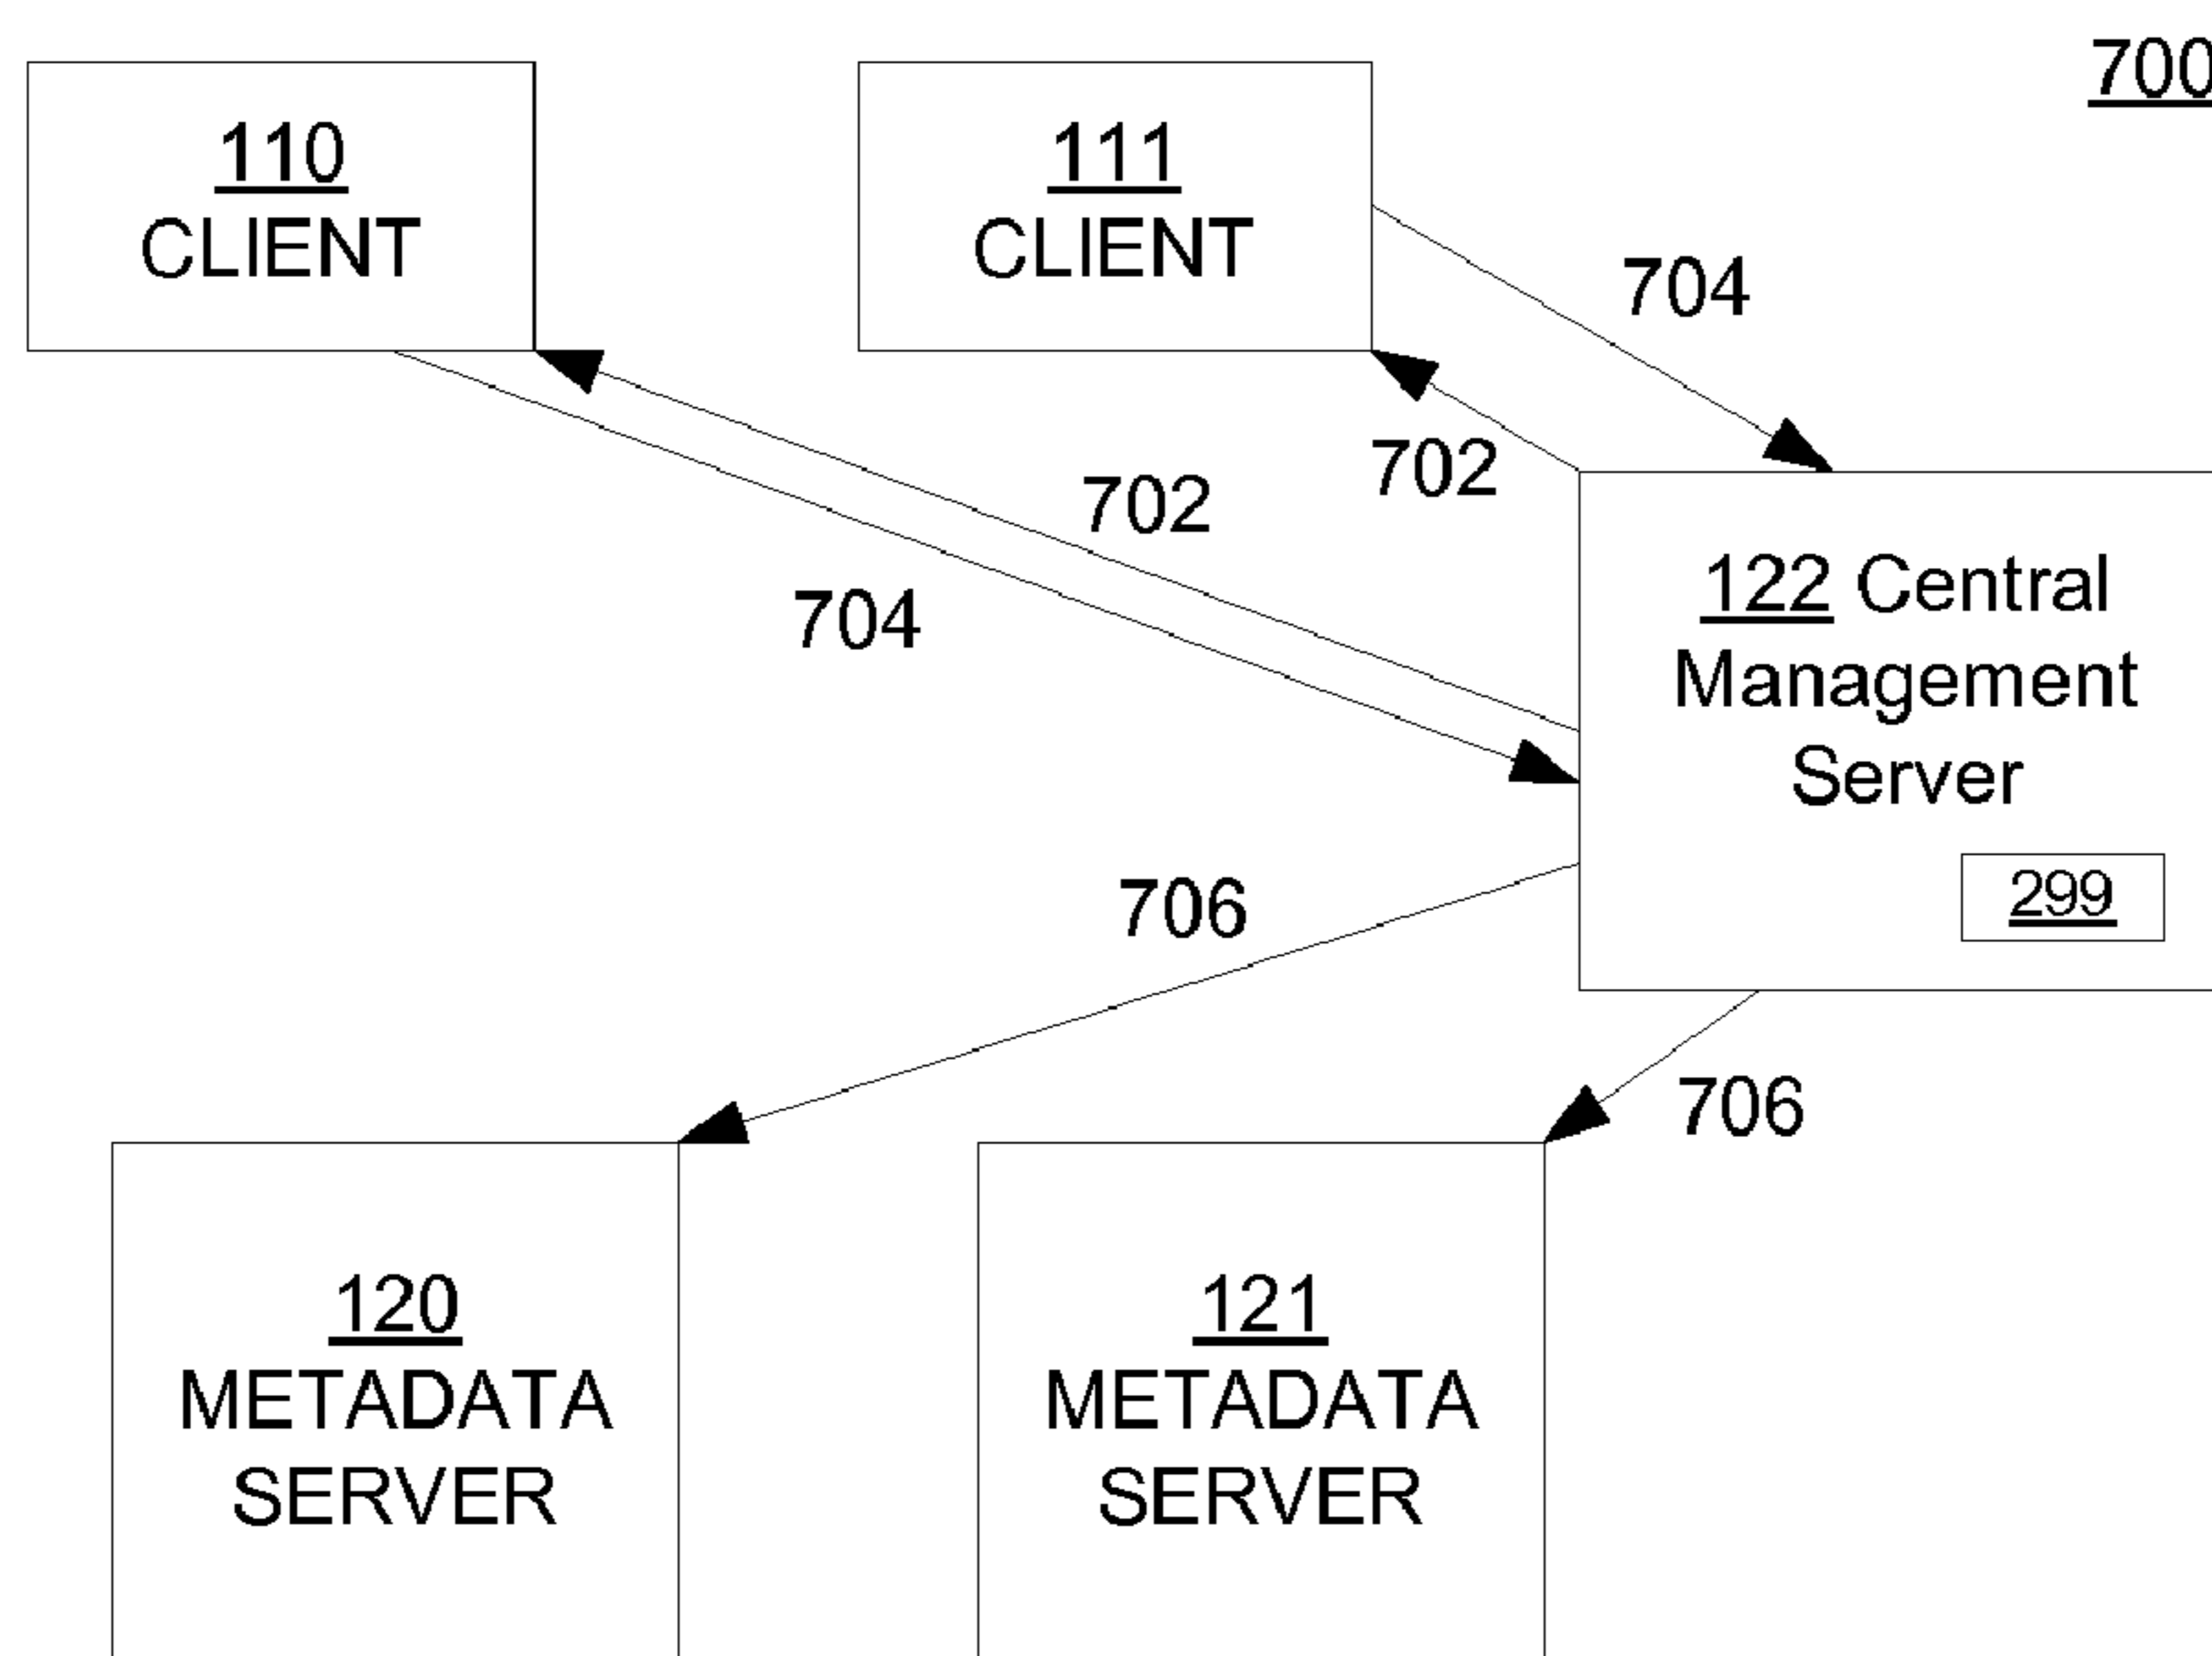 700
110
CLIENT
111
CLIENT
704
702
702
704
122 Central
Management
Server
299
706
706
120
METADATA
SERVER
121
METADATA
SERVER